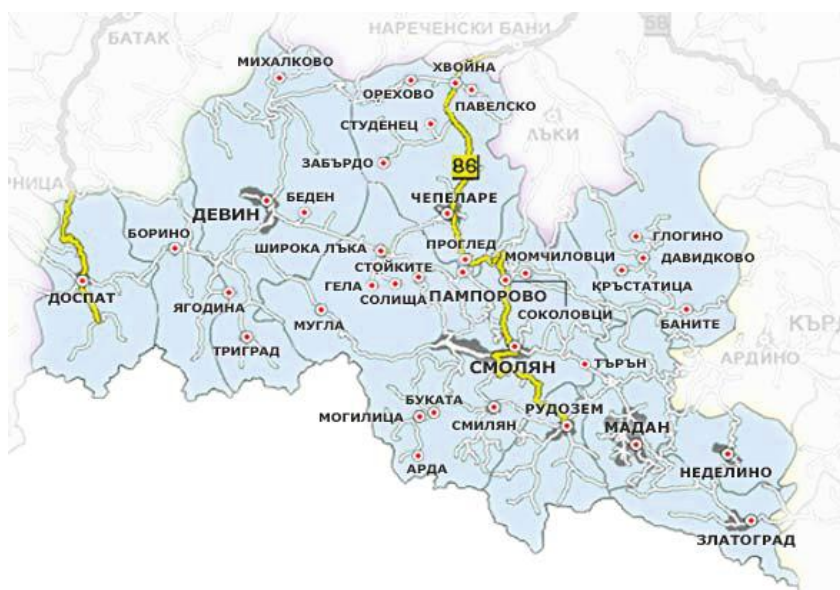 НАРЕЧЕНСКИ БАНИ
58
БАТАК
МИХАЛКОВО
ХВОЙНА
ОРЕХОВО
ПАВЕЛСКО
СТУДЕНЕЦ
ЛЪКИ
ЗАБЪРДО
86
РНИЦА
БЕДЕН
ЧЕПЕЛАРЕ
ДЕВИН
БОРИНО
ШИРОКА ЛЪКА
ПРОГЛЕД
МОМЧИЛОВЦИ
ГЛОГИНО
ДАВИДКОВО
СТОЙКИТЕ
ГЕЛА
СОЛИЩА
КРЪСТАТИЦА
ДОСПАТ
ПАМПОРОВО
ЯГОДИНА
СОКОЛОВЦИ
МУГЛА
БАНИТЕ
КЪРД
ТРИГРАД
АРДИНО
СМОЛЯН
ТЪРЪН
БУКАТА
МОГИЛИЦА
СМИЛЯН
РУДОЗЕМ
МАДАН
АРДА
НЕДЕЛИНО
ЗЛАТОГРАД